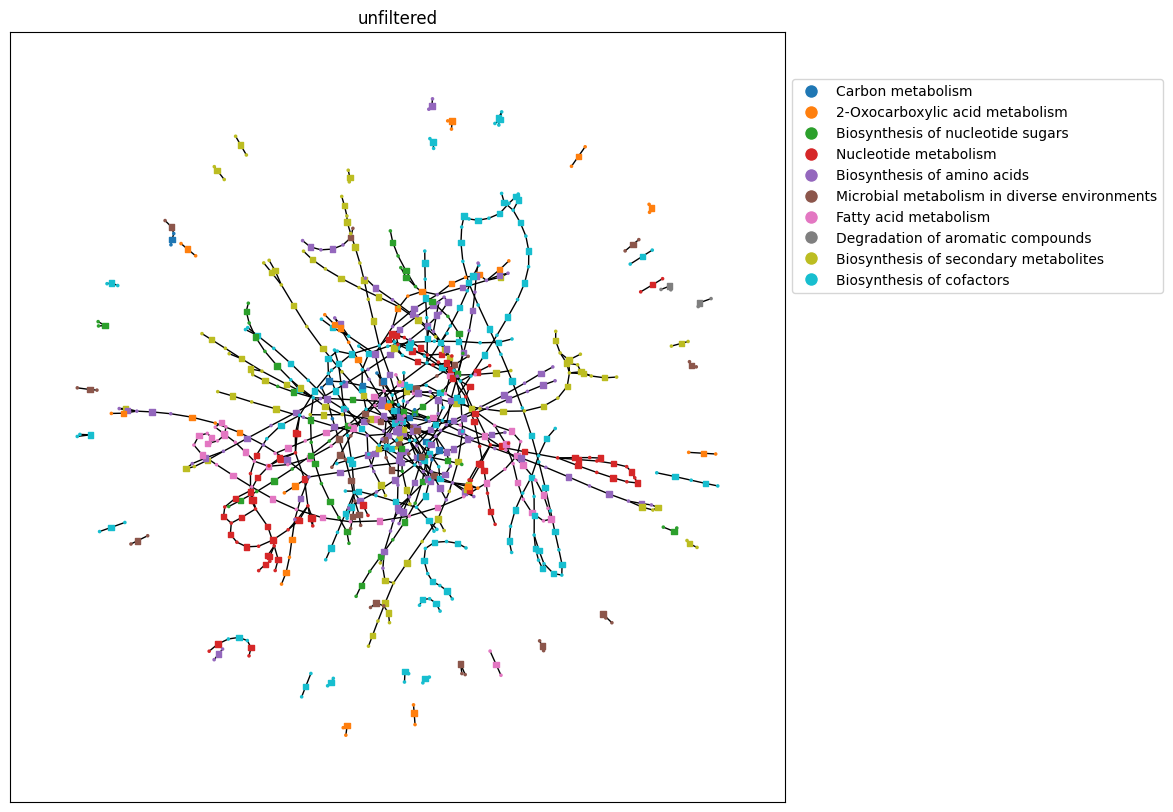 unfiltered
Carbon metabolism
2-Oxocarboxylic acid metabolism
Biosynthesis of nucleotide sugars
Nucleotide metabolism
Biosynthesis of amino acids
Microbial metabolism in diverse environments
Fatty acid metabolism
Degradation of aromatic compounds
Biosynthesis of secondary metabolites
Biosynthesis of cofactors